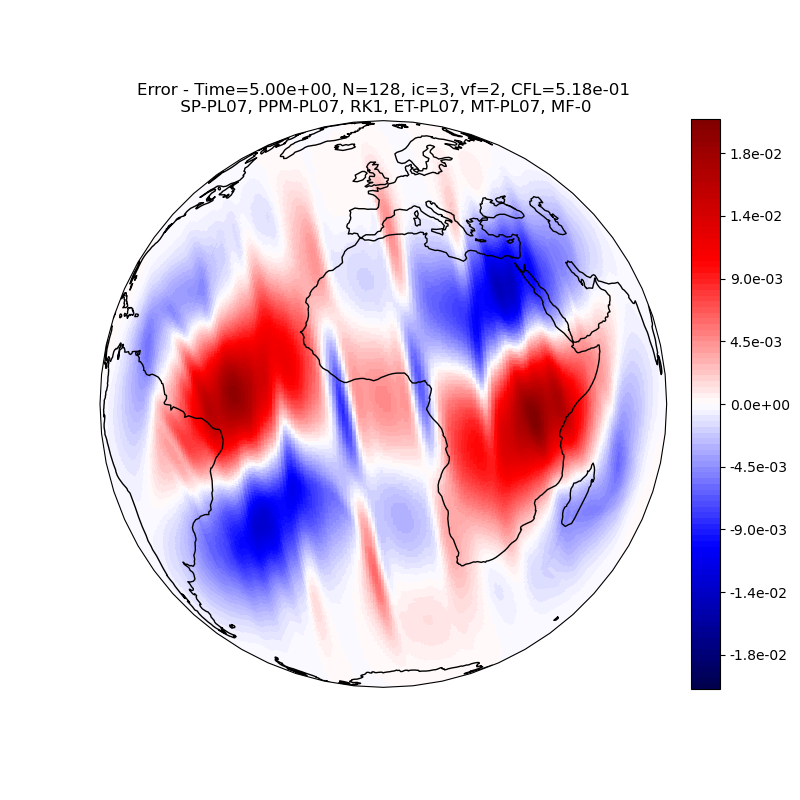 Error - Time=5.00e+00, N=128, ic=3, vf=2, CFL=5.18e-01
SP-PL07, PPM-PL07, RK1, ET-PL07, MT-PL07, MF-0
1.8e-02
1.4e-02
9.0e-03
4.5e-03
0.0e+00
-4.5e-03
-9.0e-03
-1.4e-02
-1.8e-02